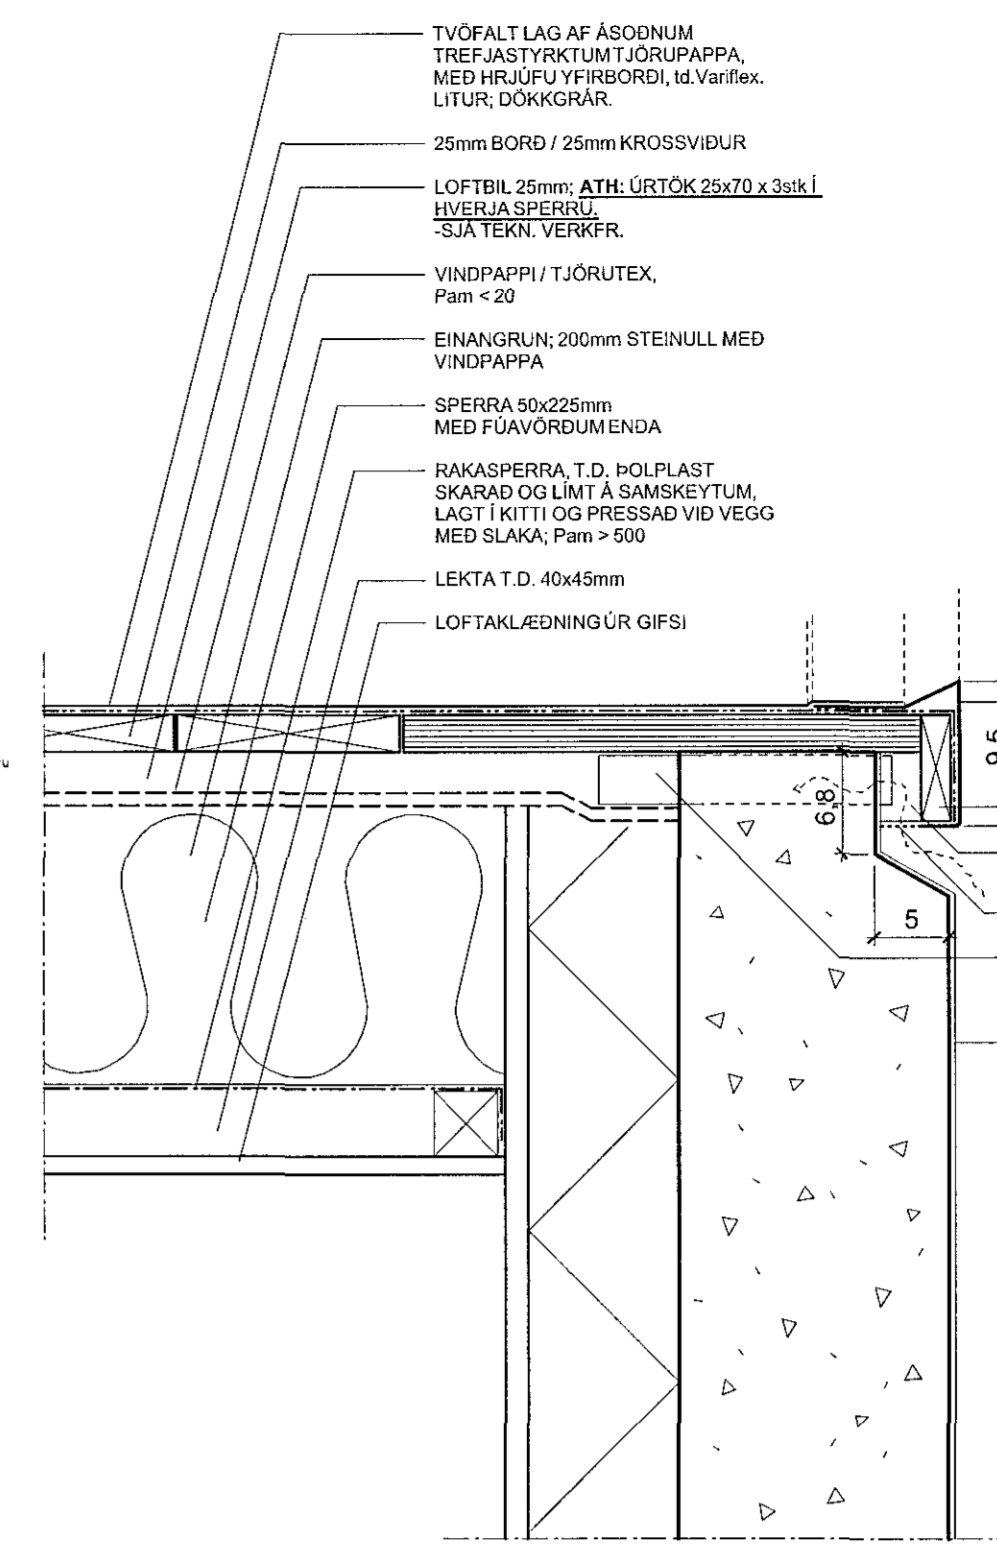 TVÖFALT LAG AF ÁSOÐNUM
TREFJASTYRKTUM TJÖRUPAPPA,
MEÐ HRJÚFU YFIRBORÐI, td.Variflex.
LITUR; DÖKKGRÁR.
25mm BORÐ / 25mm KROSSVIÐUR
LOFTBIL 25mm; ATH: ÚRTÖK 25x70 x 3stk Í
HVERJA SPERRU.
-SJÁ TEKN. VERKFR.
VINDPAPPI / TJÖRUTEX,
Pam < 20
EINANGRUN; 200mm STEINULL MEÐ
VINDPAPPA
SPERRA 50x225mm
MEÐ FÚAVÖRÐUM ENDA
RAKASPERRA, T.D. ÞOLPLAST
SKARAÐ OG LÍMT Á SAMSKEYTUM,
LAGT Í KITTI OG PRESSAÐ VIÐ VEGG
MEÐ SLAKA; Pam > 500
LEKTA T.D. 40x45mm
LOFTAKLÆÐNING ÚR GIFSI
9,5
6,8
5